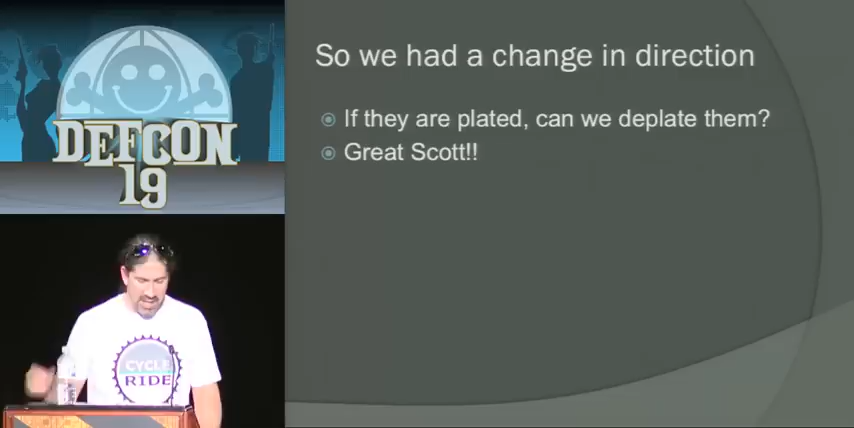 DEFCON
19
CYCLE
RIDE
So we had a change in direction
If they are plated, can we deplate them?
Great Scott!!